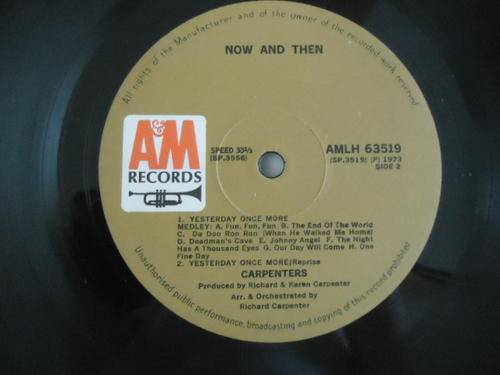 All rights of the Manufacturer and of the owner of the recorded work reserved
NOW AND THEN
A&M
RECORDS
SPEED 33⅓
(SP.3556)
AMLH 63519
(SP.3519) (P) 1973
SIDE 2
1. YESTERDAY ONCE MORE
MEDLEY: A. Fun, Fun, Fun B. The End Of The World
C. Da Doo Ron Ron (When He Walked Me Home)
D. Deadman's Cave E. Johnny Angel F. The Night
Has A Thousand Eyes G. Our Day Will Come H. One
Fine Day
2. YESTERDAY ONCE MORE/Reprise
CARPENTERS
Produced by Richard & Karen Carpenter
Arr. & Orchestrated by
Richard Carpenter
Unauthorised public performance, broadcasting and copying of this record prohibited